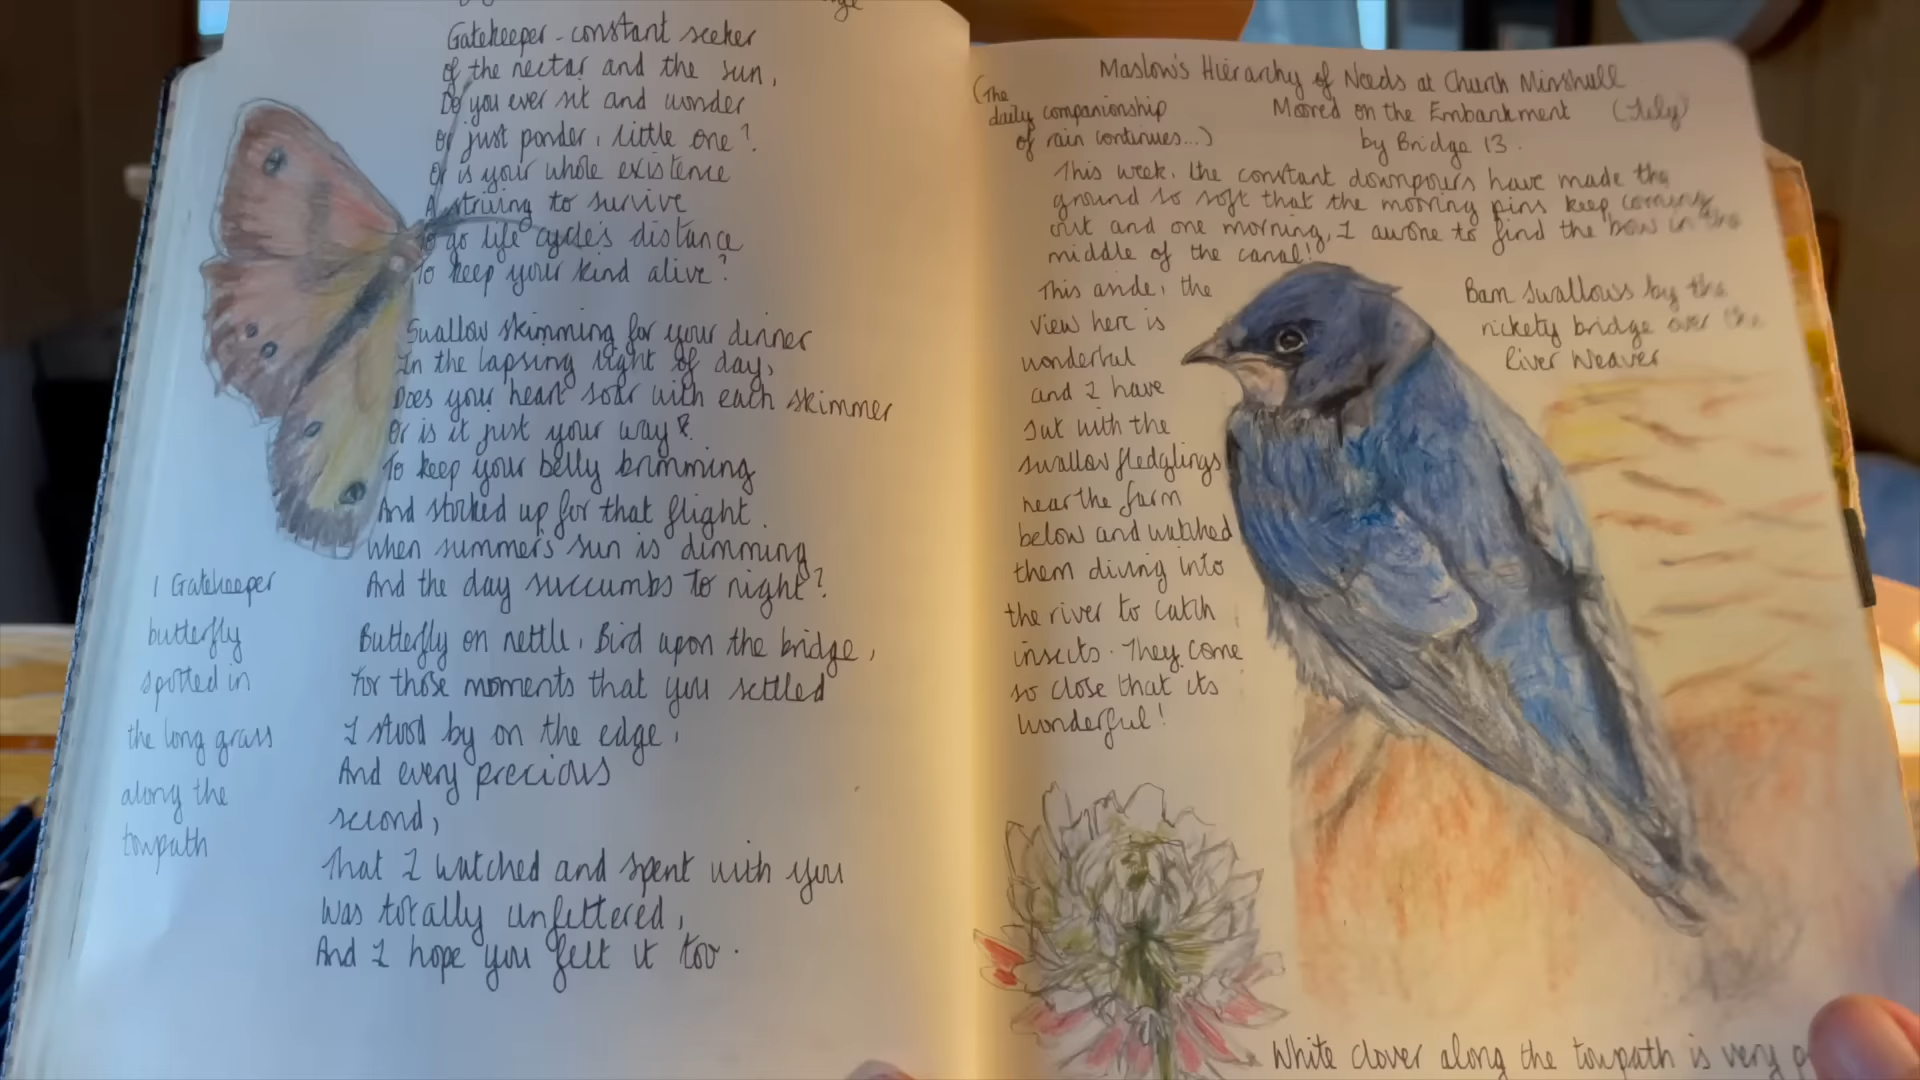 Gatekeeper - constant seeker
of the nectar and the sun,
Do you ever sit and wonder
Or just ponder, little one?
Or is your whole existence
A striving to survive
To go life cycle's distance
To keep your kind alive?
Swallow skimming for your dinner
In the lapsing light of day,
Does your heart soar with each skimmer
Or is it just your way?
To keep your belly brimming
And stocked up for that flight.
When summer's sun is dimming
And the day succumbs to night?
Butterfly on nettle, Bird upon the bridge,
For those moments that you settled
I stood by on the edge,
And every precious
second,
That I watched and spent with you
Was totally unfettered,
And I hope you felt it too.
1 Gatekeeper
butterfly
spotted in
the long grass
along the
towpath
Maslow's Hierarchy of Needs at Church Minshull
Moored on the Embankment (July)
by Bridge 13.
(The
daily companionship
of rain continues...)
This week, the constant downpours have made the
ground so soft that the mooring pins keep coming
out and one morning, I awoke to find the bow in the
middle of the canal!
This aside, the
view here is
wonderful
and I have
sat with the
swallow fledglings
near the farm
below and watched
them diving into
the river to catch
insects. They come
so close that its
wonderful!
Barn swallows by the
rickety bridge over the
River Weaver
White clover along the towpath is very